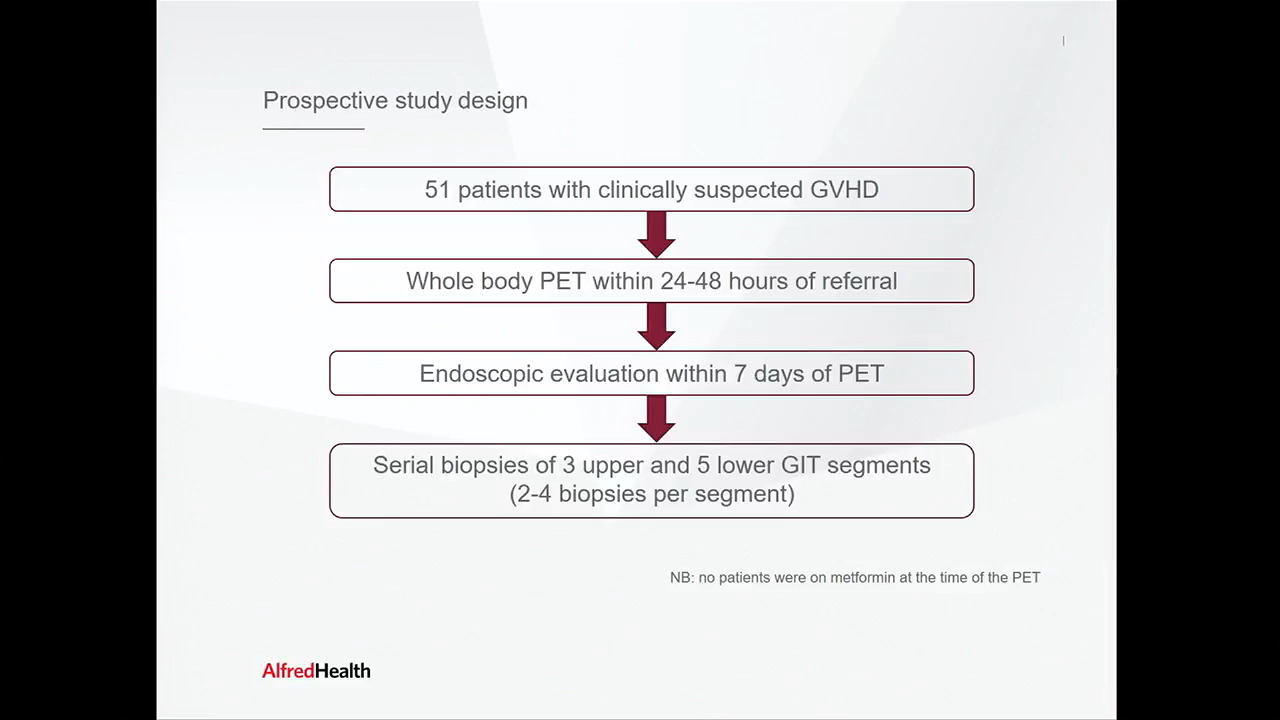 Prospective study design
51 patients with clinically suspected GVHD
Whole body PET within 24-48 hours of referral
Endoscopic evaluation within 7 days of PET
Serial biopsies of 3 upper and 5 lower GIT segments
(2-4 biopsies per segment)
NB: no patients were on metformin at the time of the PET
AlfredHealth